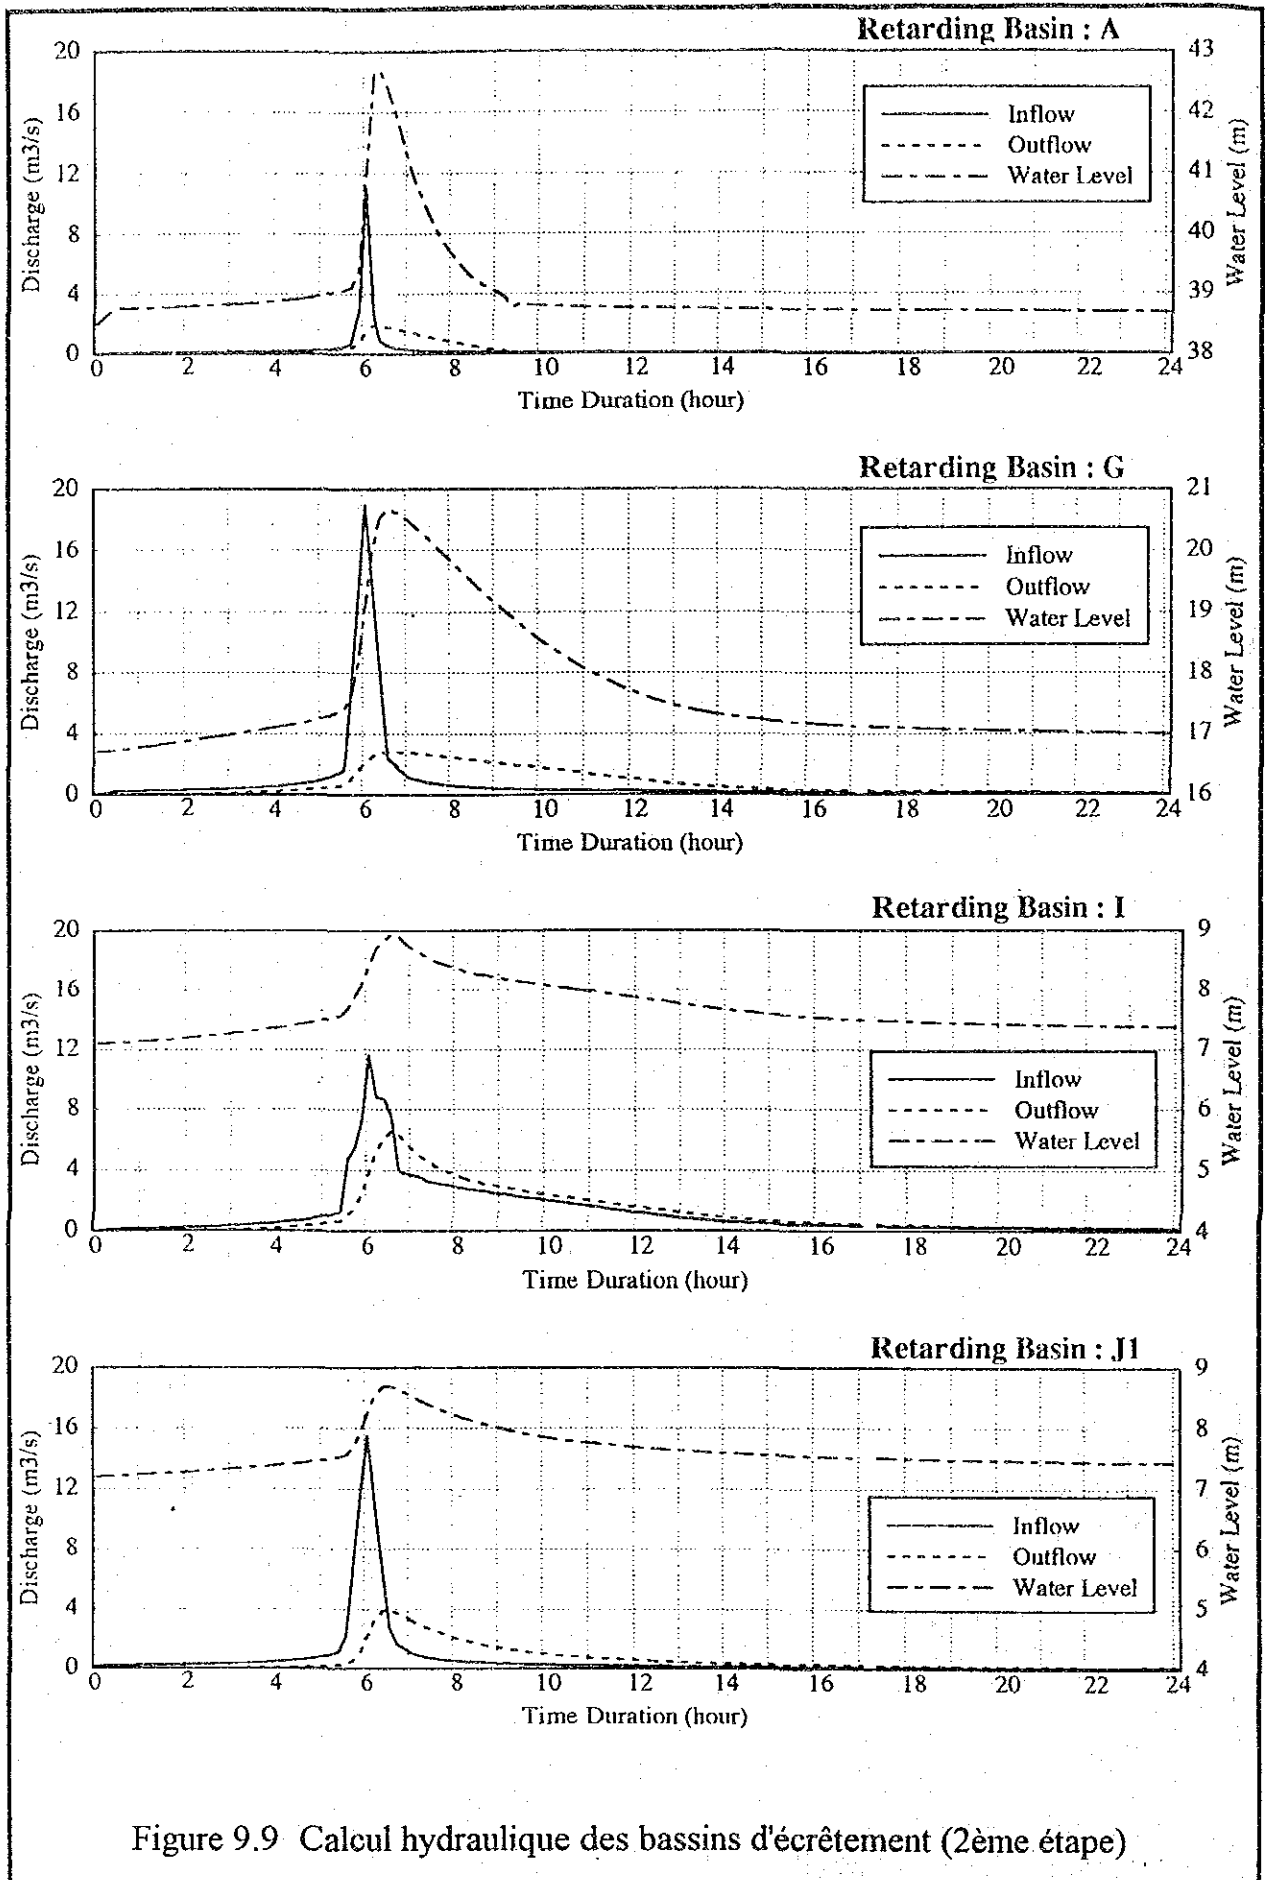 Retarding Basin : A
20
16
12
8
4
0
Discharge (m3/s)
43
42
41
40
39
38
Water Level (m)
Inflow
Outflow
Water Level
0 2 4 6 8 10 12 14 16 18 20 22 24
Time Duration (hour)
Retarding Basin : G
20
16
12
8
4
0
Discharge (m3/s)
21
20
19
18
17
16
Water Level (m)
Inflow
Outflow
Water Level
0 2 4 6 8 10 12 14 16 18 20 22 24
Time Duration (hour)
Retarding Basin : I
20
16
12
8
4
0
Discharge (m3/s)
9
8
7
6
5
4
Water Level (m)
Inflow
Outflow
Water Level
0 2 4 6 8 10 12 14 16 18 20 22 24
Time Duration (hour)
Retarding Basin : J1
20
16
12
8
4
0
Discharge (m3/s)
9
8
7
6
5
4
Water Level (m)
Inflow
Outflow
Water Level
0 2 4 6 8 10 12 14 16 18 20 22 24
Time Duration (hour)
Figure 9.9 Calcul hydraulique des bassins d'écrêtement (2ème étape)